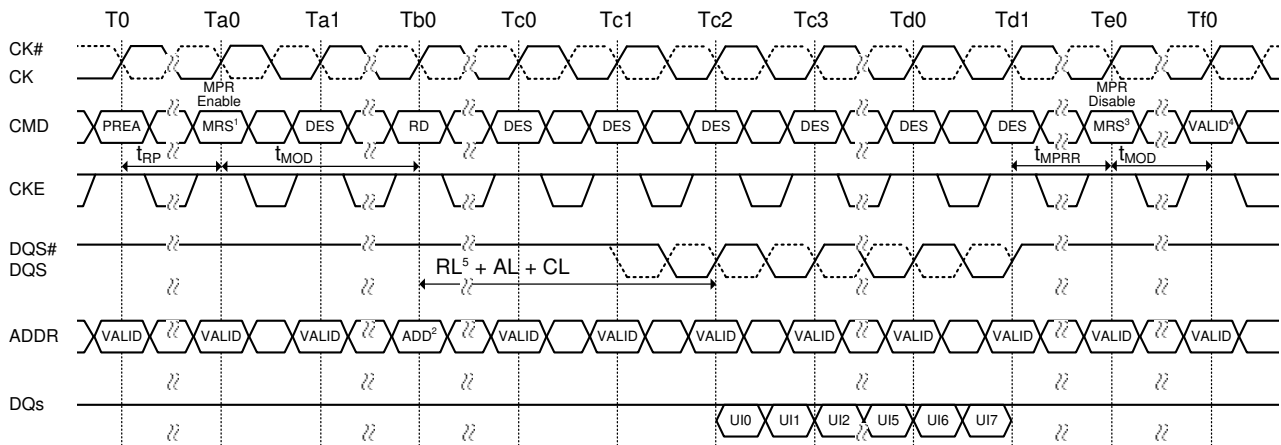 T0 Ta0 Ta1 Tb0 Tc0 Tc1 Tc2 Tc3 Td0 Td1 Te0 Tf0
CK#
CK
MPR Enable
MPR Disable
CMD PREA MRS¹ DES RD DES DES DES DES DES DES MRS³ VALID⁴
tRP tMOD tMPRR tMOD
CKE
DQS#
DQS
RL⁵ + AL + CL
ADDR VALID VALID VALID ADD² VALID VALID VALID VALID VALID VALID VALID VALID
DQs UI0 UI1 UI2 UI5 UI6 UI7